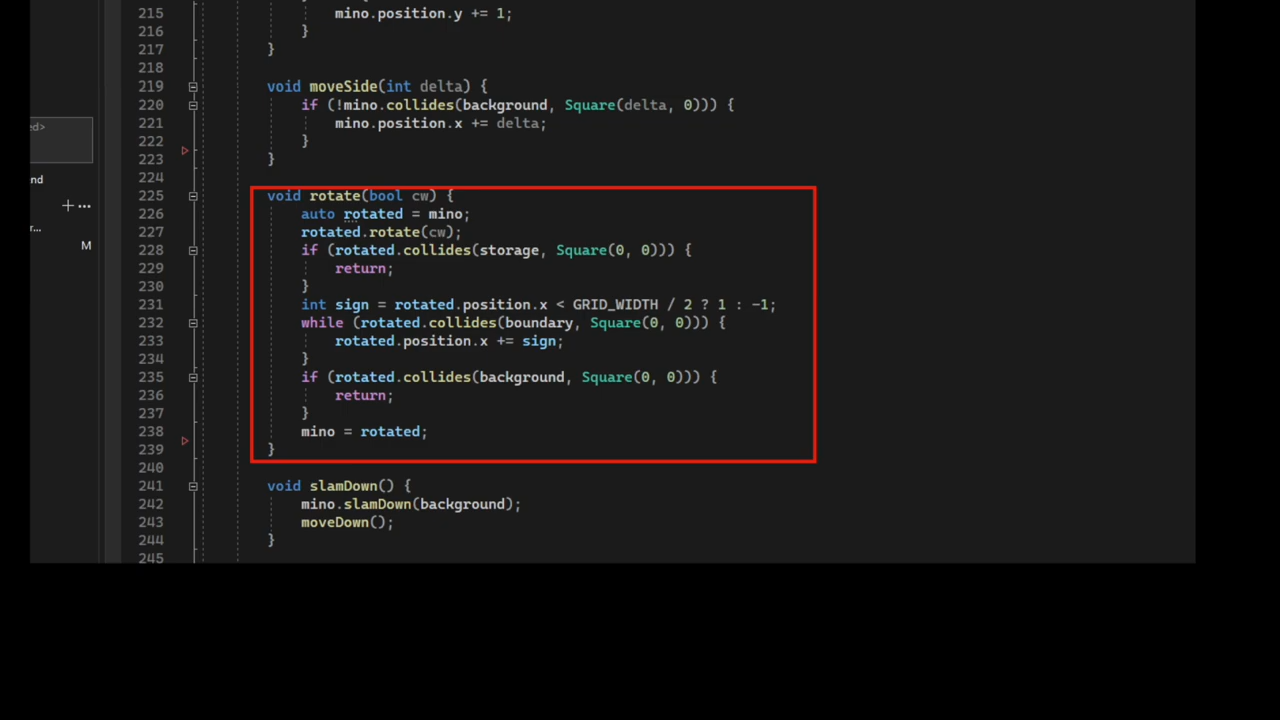 215 mino.position.y += 1;
216 }
217 }
218
219 void moveSide(int delta) {
220 if (!mino.collides(background, Square(delta, 0))) {
221 mino.position.x += delta;
222 }
223 }
224
225 void rotate(bool cw) {
226 auto rotated = mino;
227 rotated.rotate(cw);
228 if (rotated.collides(storage, Square(0, 0))) {
229 return;
230 }
231 int sign = rotated.position.x < GRID_WIDTH / 2 ? 1 : -1;
232 while (rotated.collides(boundary, Square(0, 0))) {
233 rotated.position.x += sign;
234 }
235 if (rotated.collides(background, Square(0, 0))) {
236 return;
237 }
238 mino = rotated;
239 }
240
241 void slamDown() {
242 mino.slamDown(background);
243 moveDown();
244 }
245
ed>
nd
r...
M